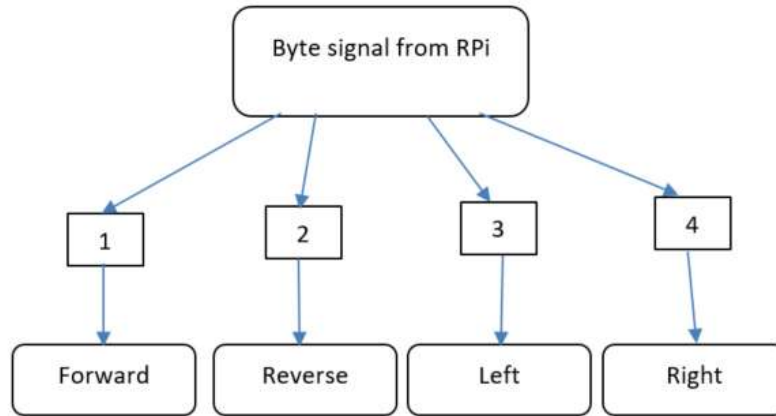 Byte signal from RPi
1
2
3
4
Forward
Reverse
Left
Right